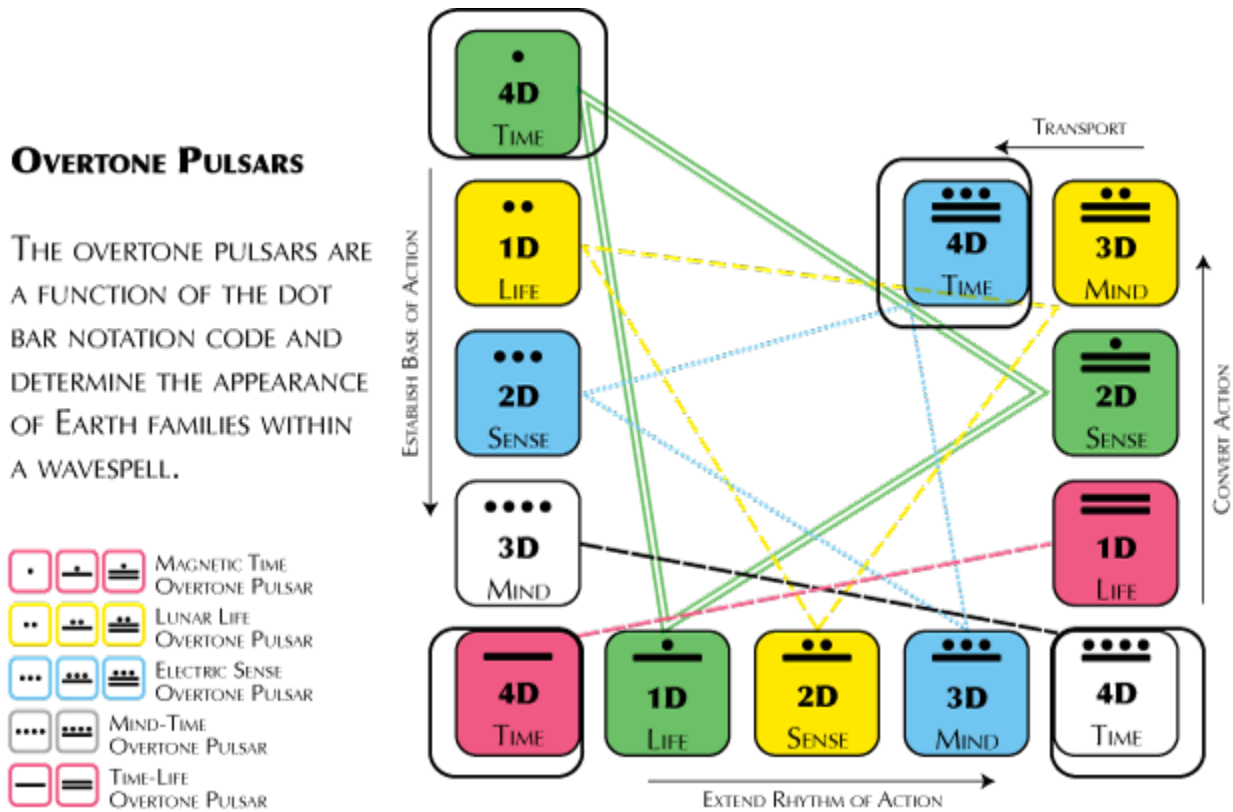 Overtone Pulsars
The overtone pulsars are
a function of the dot
bar notation code and
determine the appearance
of Earth families within
a wavespell.
Magnetic Time
Overtone Pulsar
Lunar Life
Overtone Pulsar
Electric Sense
Overtone Pulsar
Mind-Time
Overtone Pulsar
Time-Life
Overtone Pulsar
Establish Base of Action
4D
Time
1D
Life
2D
Sense
3D
Mind
4D
Time
1D
Life
2D
Sense
3D
Mind
4D
Time
Extend Rhythm of Action
1D
Life
2D
Sense
3D
Mind
4D
Time
Convert Action
Transport